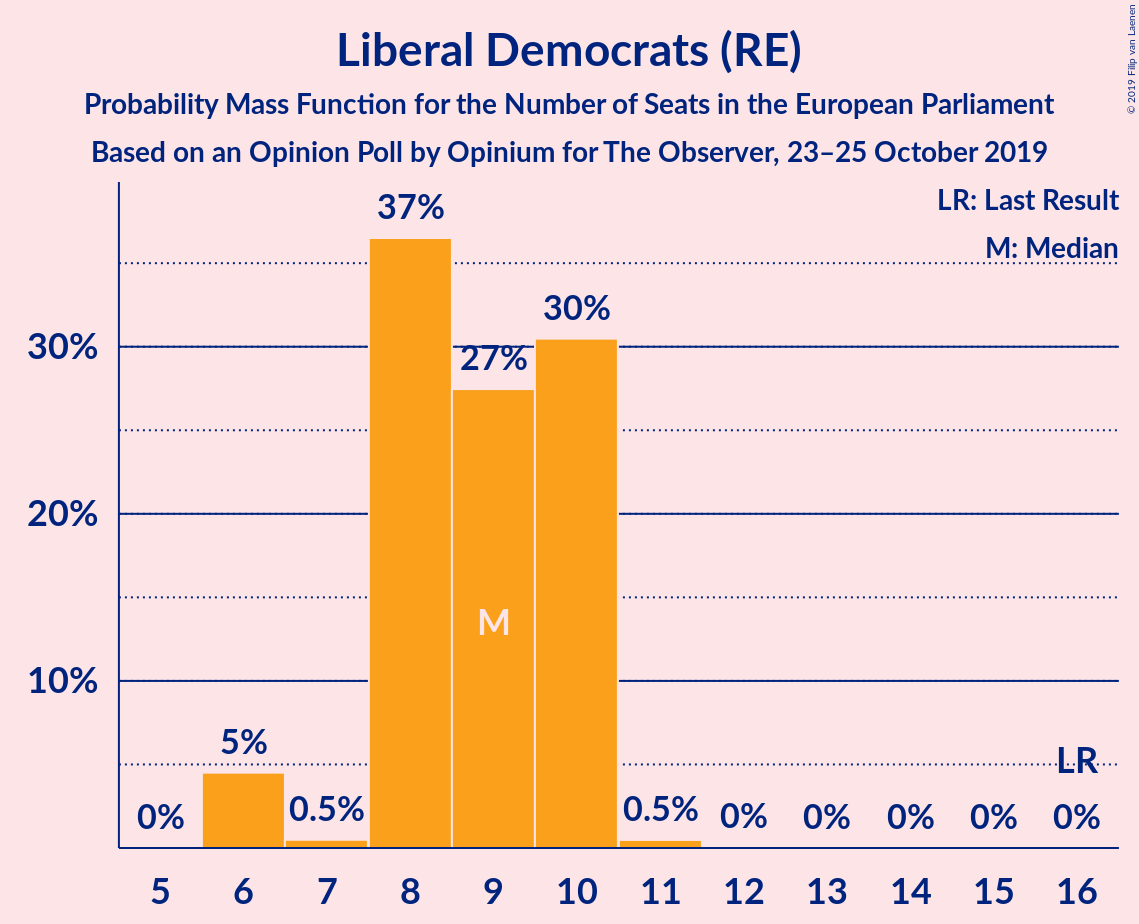 Liberal Democrats (RE)
Probability Mass Function for the Number of Seats in the European Parliament
Based on an Opinion Poll by Opinium for The Observer, 23–25 October 2019
© 2019 Filip van Laenen
LR: Last Result
M: Median
37%
30%
27%
30%
20%
10%
M
5%
LR
0%
0.5%
0.5%
0%
0%
0%
0%
0%
5 6 7 8 9 10 11 12 13 14 15 16